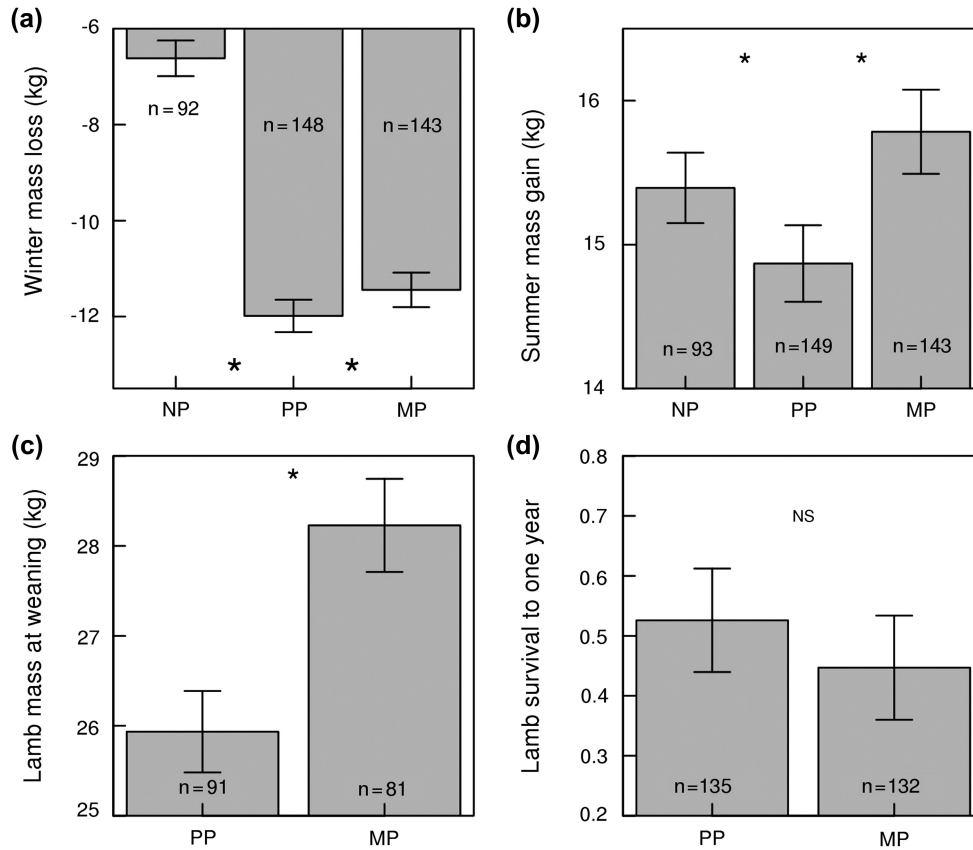 (a)
Winter mass loss (kg)
-6
-8
-10
-12
n=92
n=148
n=143
*
*
NP
PP
MP
(b)
Summer mass gain (kg)
16
15
14
*
*
n=93
n=149
n=143
NP
PP
MP
(c)
Lamb mass at weaning (kg)
29
28
27
26
25
*
n=91
n=81
PP
MP
(d)
Lamb survival to one year
0.8
0.7
0.6
0.5
0.4
0.3
0.2
NS
n=135
n=132
PP
MP